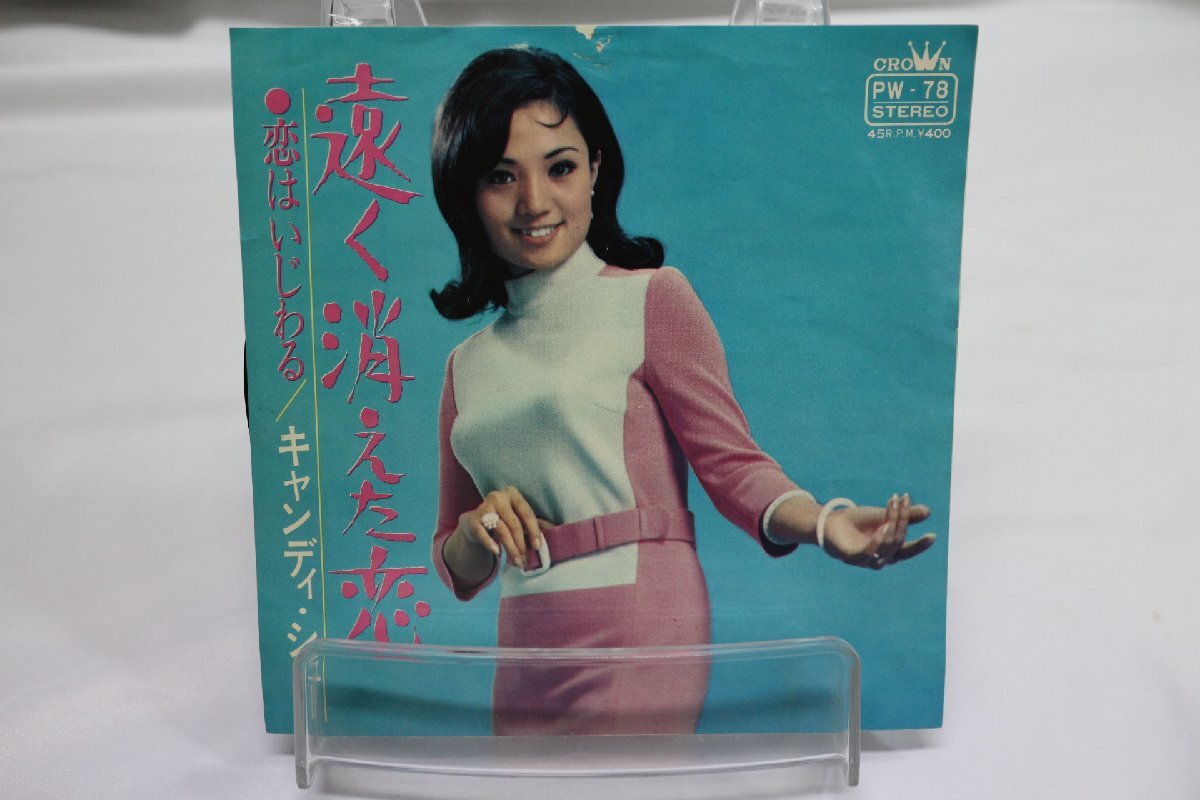 遠く消えた恋
●恋はいじわる/キャンディ・シ
CROWN
PW-78
STEREO
45R.P.M.¥400